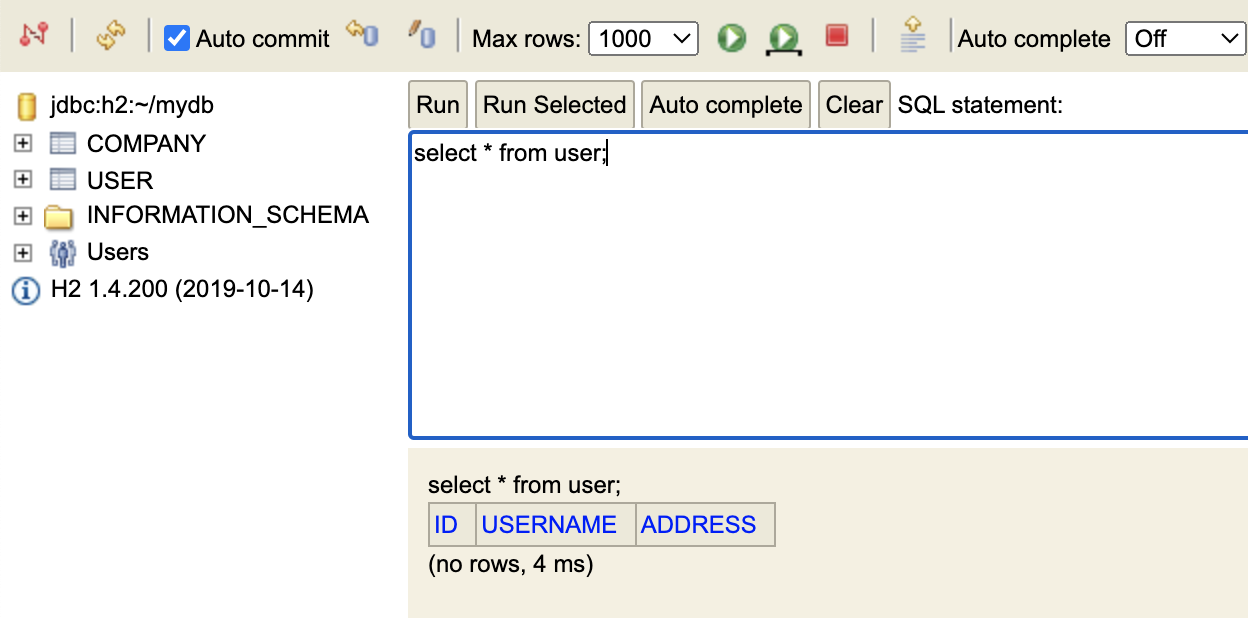 Auto commit Max rows: 1000 Auto complete Off
jdbc:h2:~/mydb
COMPANY
USER
INFORMATION_SCHEMA
Users
H2 1.4.200 (2019-10-14)
Run Run Selected Auto complete Clear SQL statement:
select * from user;
select * from user;
ID USERNAME ADDRESS
(no rows, 4 ms)